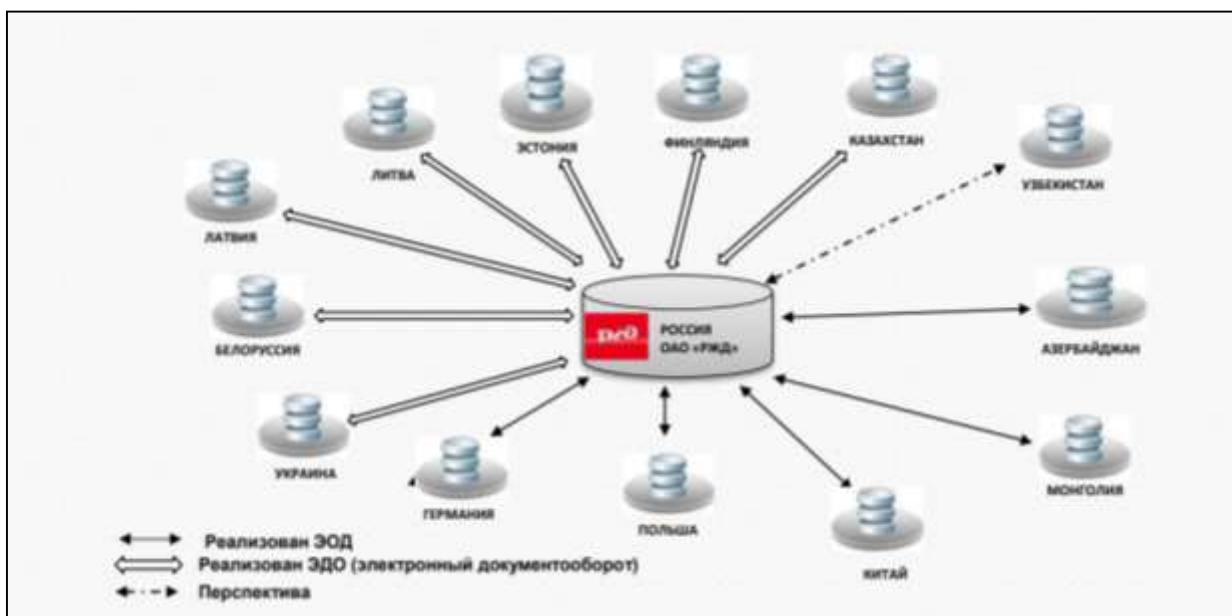 ЭСТОНИЯ
ФИНЛЯНДИЯ
КАЗАХСТАН
ЛИТВА
УЗБЕКИСТАН
ЛАТВИЯ
БЕЛОРУССИЯ
РЖД
РОССИЯ
ОАО «РЖД»
АЗЕРБАЙДЖАН
УКРАИНА
ГЕРМАНИЯ
ПОЛЬША
КИТАЙ
МОНГОЛИЯ
Реализован ЭОД
Реализован ЭДО (электронный документооборот)
Перспектива